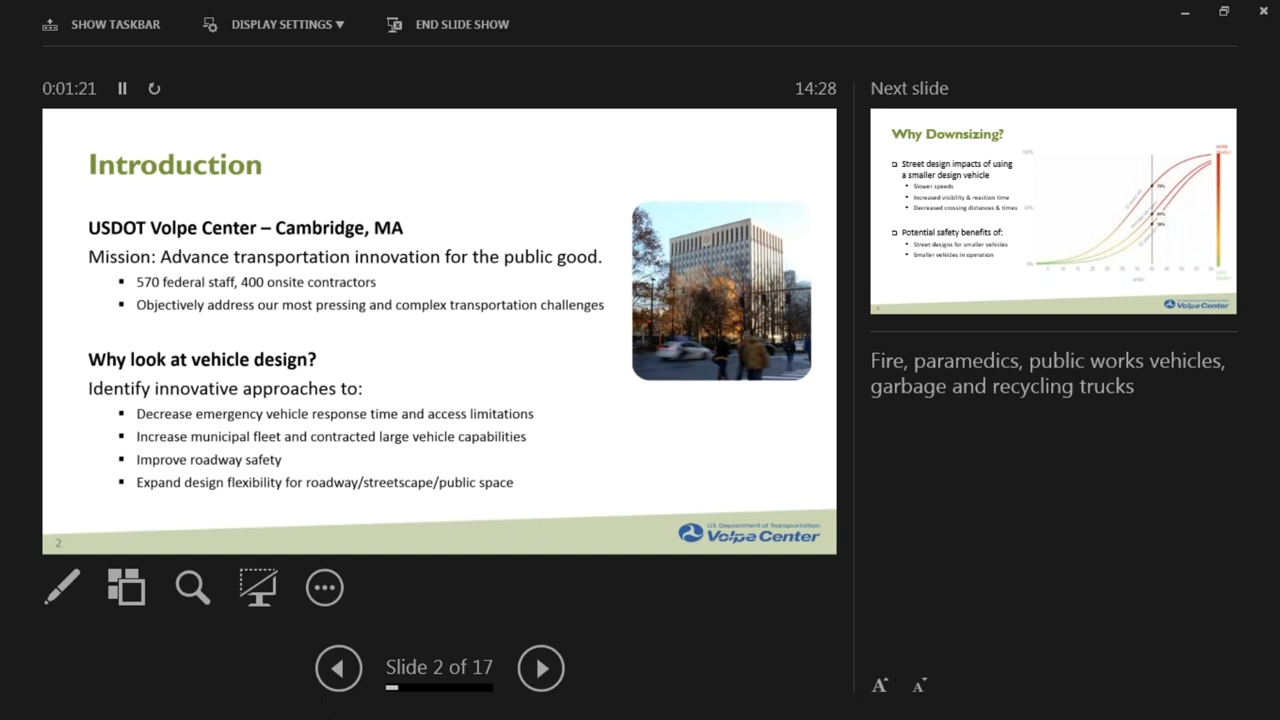 SHOW TASKBAR
DISPLAY SETTINGS
END SLIDE SHOW
0:01:21
14:28
Introduction
USDOT Volpe Center – Cambridge, MA
Mission: Advance transportation innovation for the public good.
570 federal staff, 400 onsite contractors
Objectively address our most pressing and complex transportation challenges
Why look at vehicle design?
Identify innovative approaches to:
Decrease emergency vehicle response time and access limitations
Increase municipal fleet and contracted large vehicle capabilities
Improve roadway safety
Expand design flexibility for roadway/streetscape/public space
2
U.S. Department of Transportation
Volpe Center
Slide 2 of 17
Next slide
Why Downsizing?
Street design impacts of using
a smaller design vehicle
Slower speeds
Increased visibility & reaction time
Decreased crossing distances & times
Potential safety benefits of:
Street designs for smaller vehicles
Smaller vehicles in operation
Volpe Center
Fire, paramedics, public works vehicles,
garbage and recycling trucks
A A